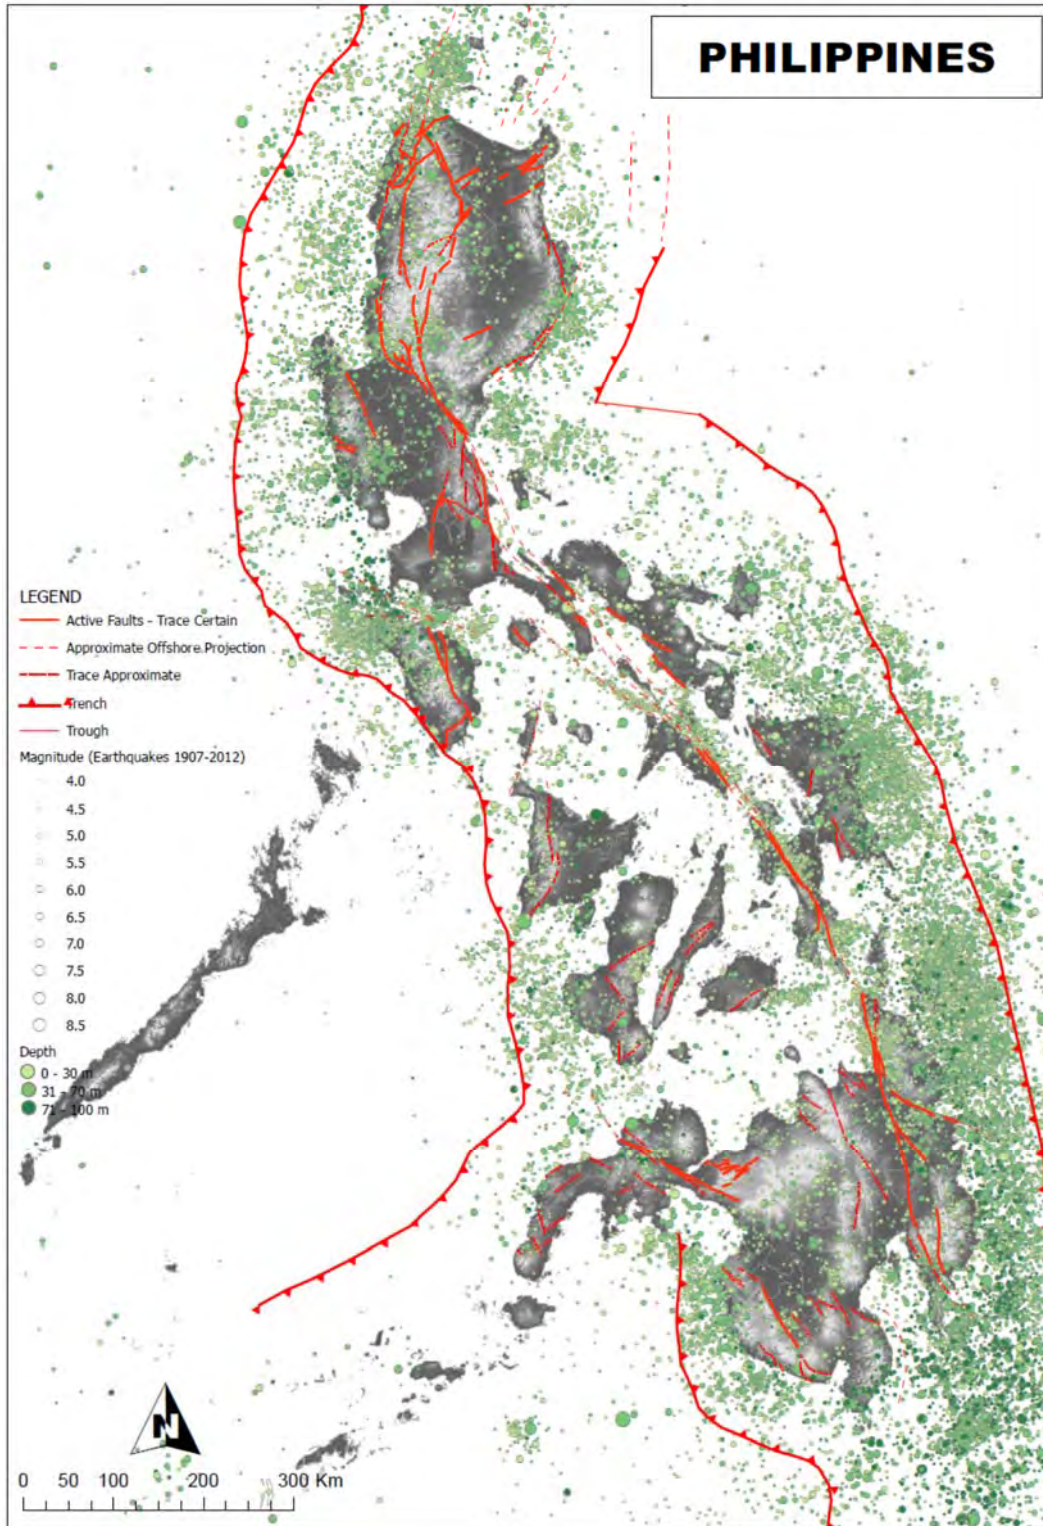 PHILIPPINES
LEGEND
Active Faults - Trace Certain
Approximate Offshore Projection
Trace Approximate
Trench
Trough
Magnitude (Earthquakes 1907-2012)
4.0
4.5
5.0
5.5
6.0
6.5
7.0
7.5
8.0
8.5
Depth
0 - 30 m
31 - 70 m
71 - 100 m
N
0 50 100 200 300 Km